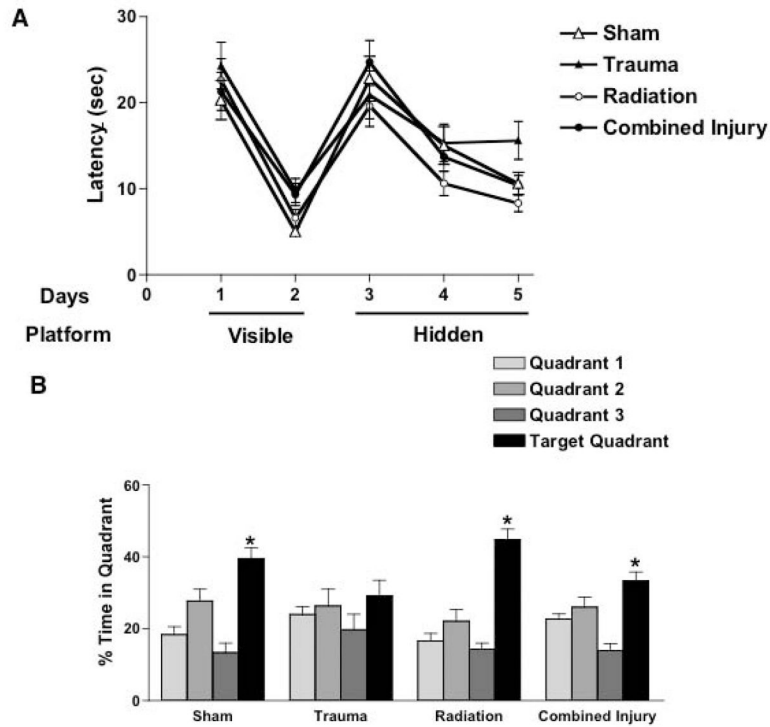 A
30
20
10
0
Latency (sec)
Sham
Trauma
Radiation
Combined Injury
Days 0 1 2 3 4 5
Platform Visible Hidden
B
Quadrant 1
Quadrant 2
Quadrant 3
Target Quadrant
60
40
20
0
% Time in Quadrant
* * *
Sham Trauma Radiation Combined Injury